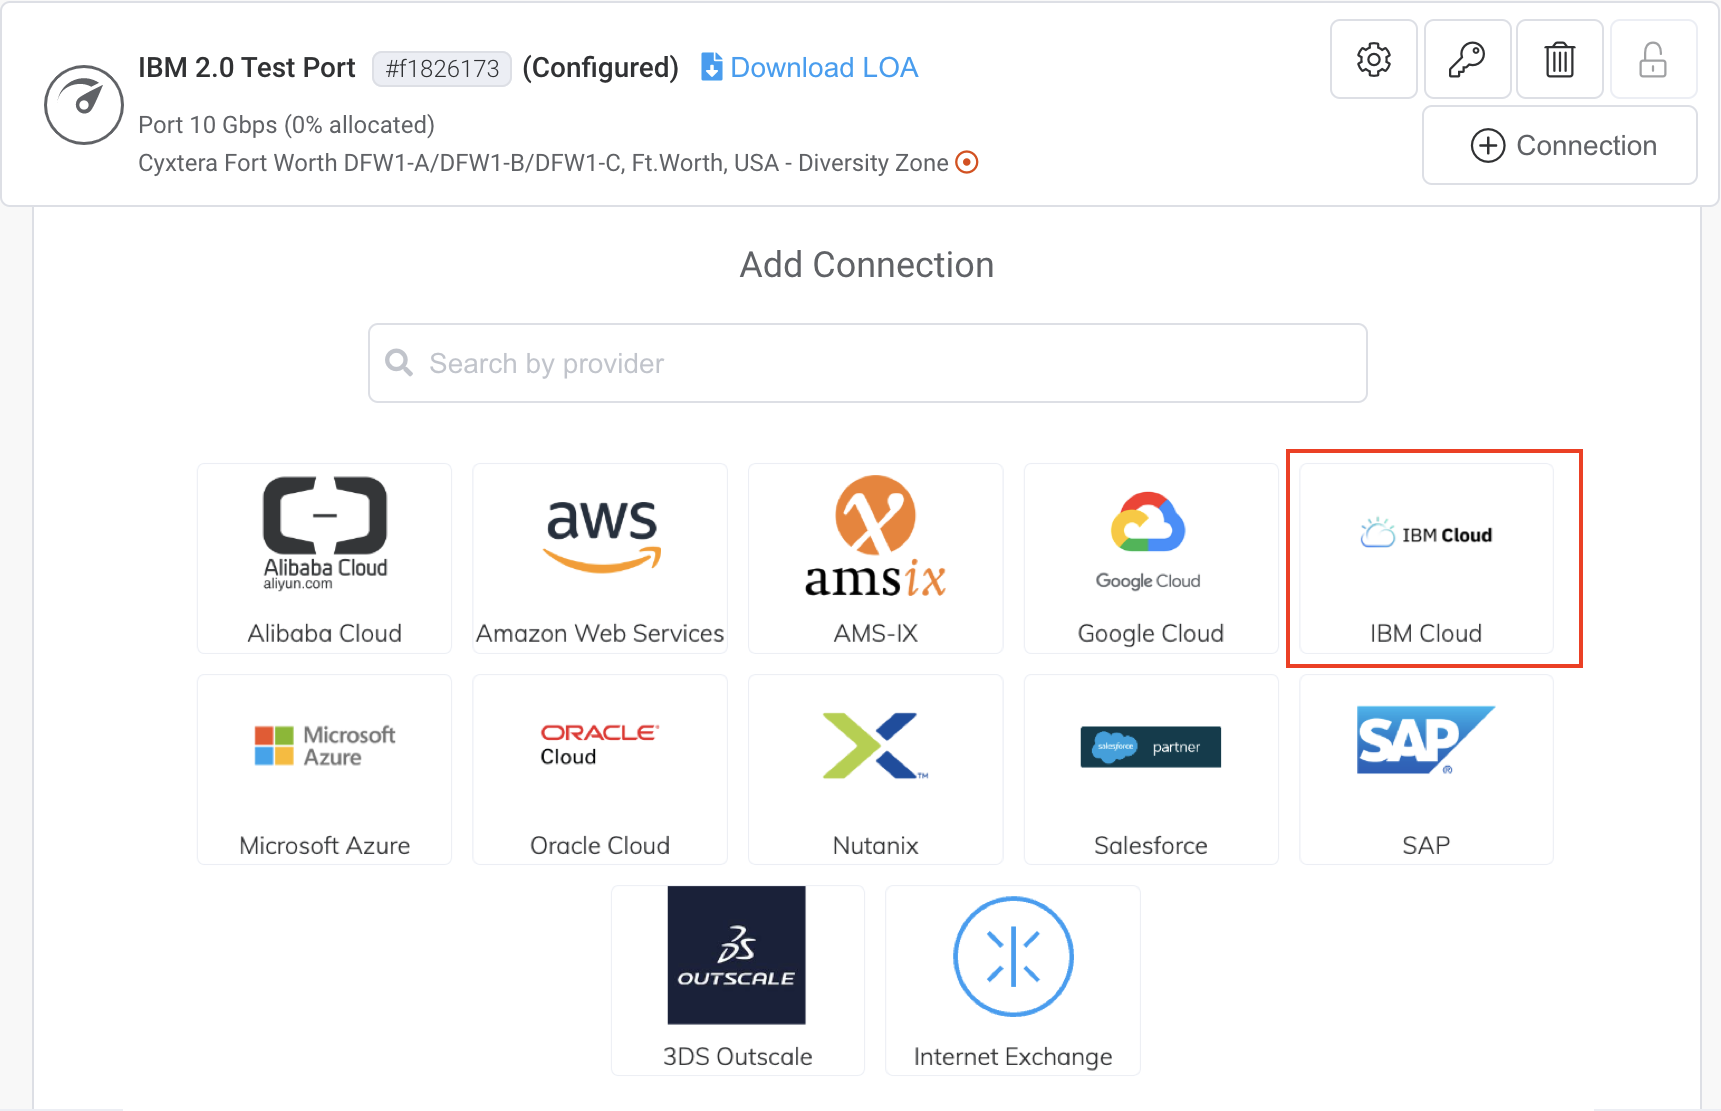 IBM 2.0 Test Port #f1826173 (Configured) Download LOA
Port 10 Gbps (0% allocated)
Cyxtera Fort Worth DFW1-A/DFW1-B/DFW1-C, Ft.Worth, USA - Diversity Zone
Connection
Add Connection
Search by provider
Alibaba Cloud
aliyun.com
Alibaba Cloud
aws
Amazon Web Services
amsix
AMS-IX
Google Cloud
Google Cloud
IBM Cloud
IBM Cloud
Microsoft
Azure
Microsoft Azure
ORACLE®
Cloud
Oracle Cloud
TM
Nutanix
salesforce partner
Salesforce
SAP®
SAP
3DS
OUTSCALE
3DS Outscale
Internet Exchange